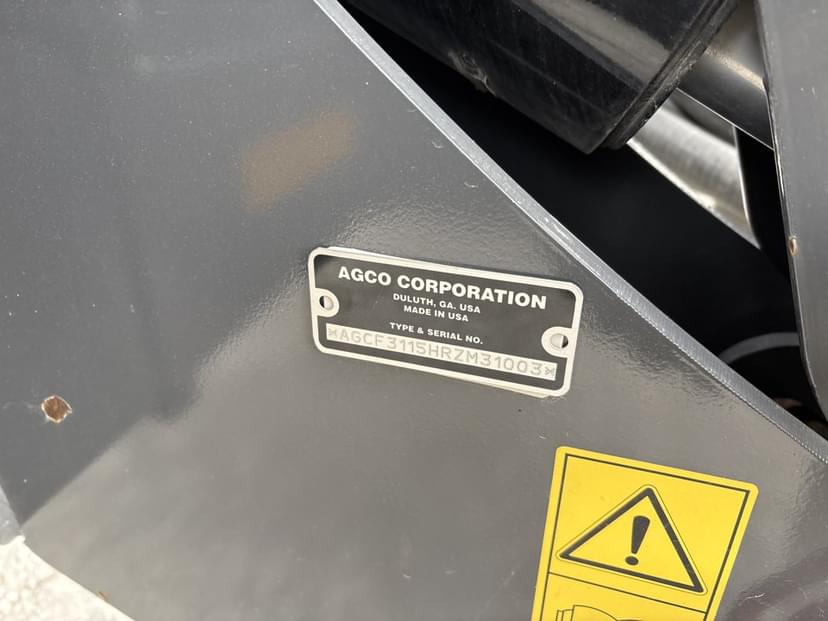 AGCO CORPORATION
DULUTH, GA. USA
MADE IN USA
TYPE & SERIAL NO.
*AGCF3115HRZM31003*